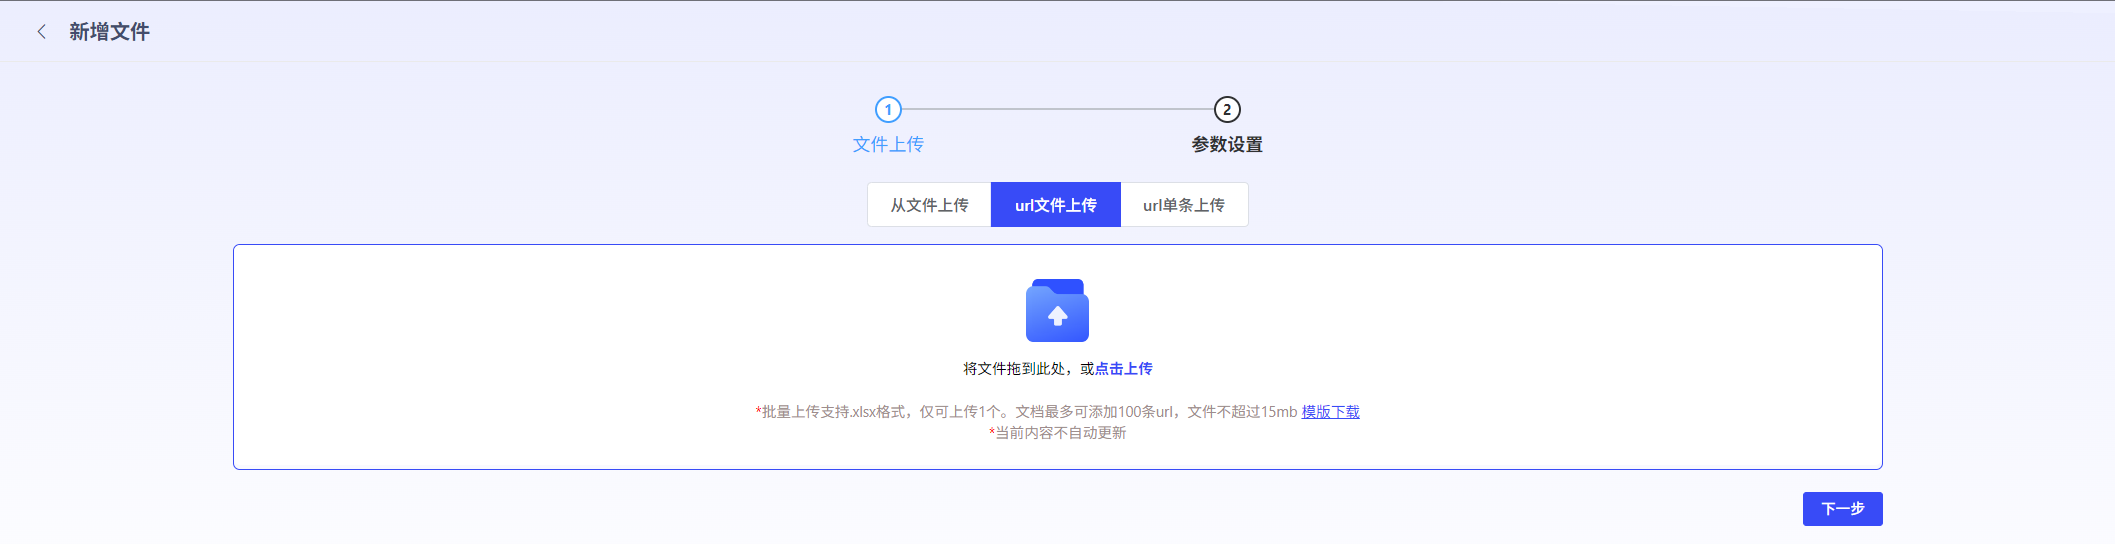 新增文件
1
2
文件上传
参数设置
从文件上传
url文件上传
url单条上传
将文件拖到此处，或点击上传
*批量上传支持.xlsx格式，仅可上传1个。文档最多可添加100条url，文件不超过15mb 模版下载
*当前内容不自动更新
下一步